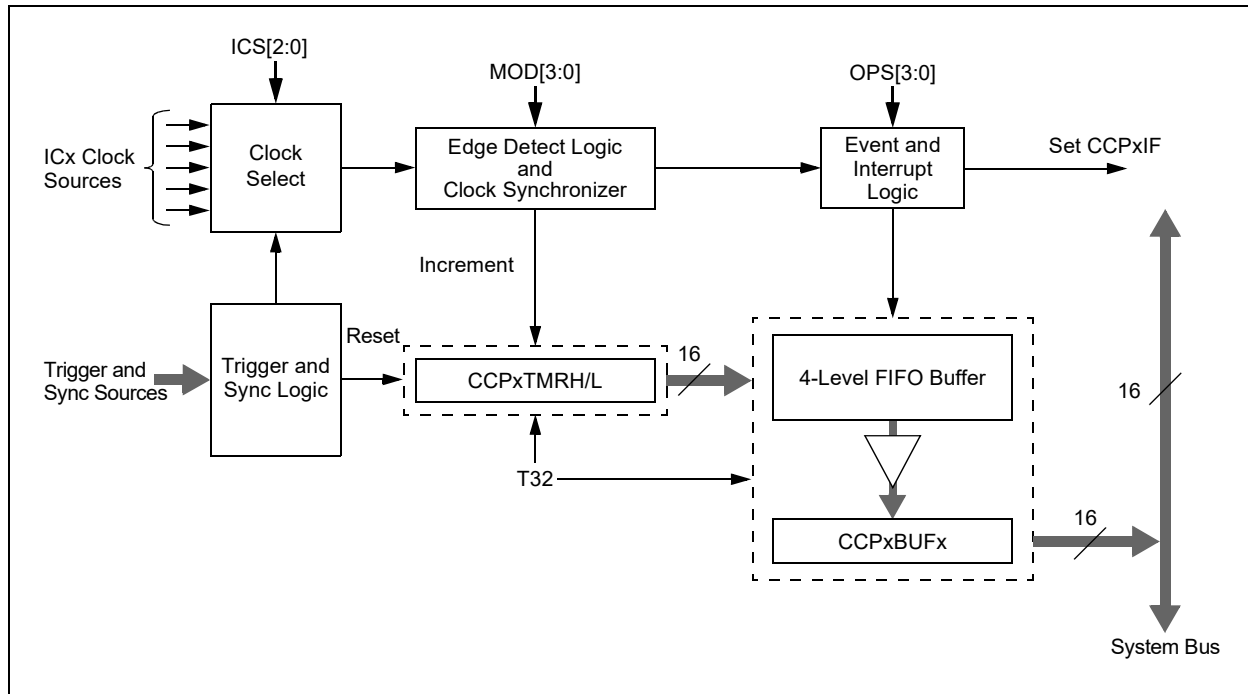 ICS[2:0]
MOD[3:0]
OPS[3:0]
ICx Clock
Sources
Clock
Select
Edge Detect Logic
and
Clock Synchronizer
Event and
Interrupt
Logic
Set CCPxIF
Increment
Reset
Trigger and
Sync Sources
Trigger and
Sync Logic
CCPxTMRH/L
16
4-Level FIFO Buffer
16
T32
CCPxBUFx
16
System Bus